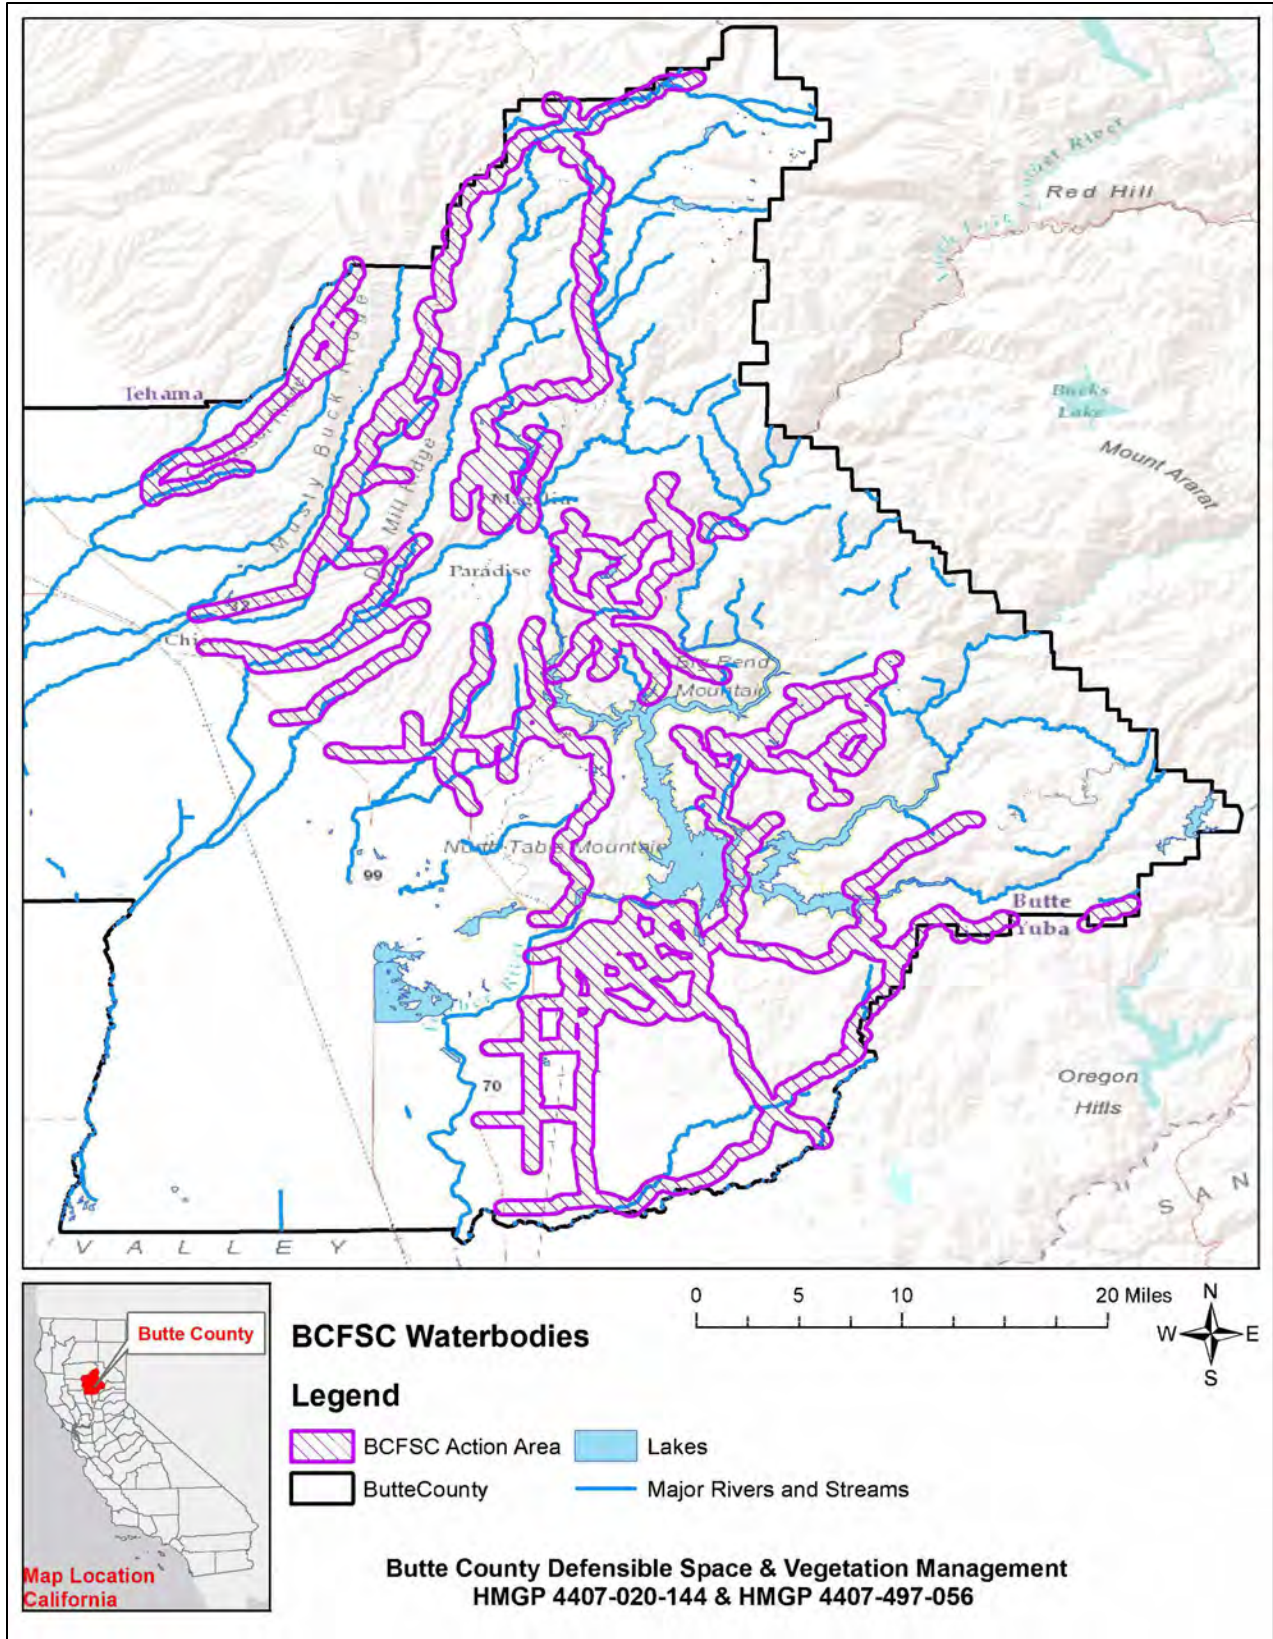 Red Hill
Tehama
Bucks
Lake
Mount Ararat
Musty Buck Ridge
Mill Ridge
Magalia
Paradise
32
Chi
Big Bend
Mountain
North Table Mountain
99
Butte
Yuba
70
Oregon
Hills
S A N
V A L L E Y
0 5 10 20 Miles
N
W E
S
Butte County
BCFSC Waterbodies
Legend
BCFSC Action Area
Lakes
ButteCounty
Major Rivers and Streams
Map Location
California
Butte County Defensible Space & Vegetation Management
HMGP 4407-020-144 & HMGP 4407-497-056